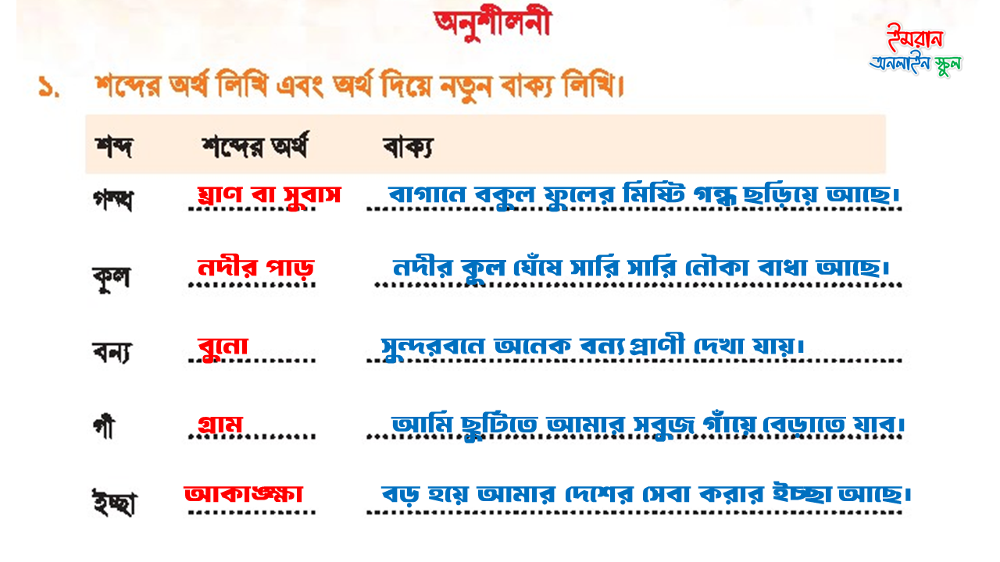 অনুশীলনী
ইমরান
অনলাইন স্কুল
১. শব্দের অর্থ লিখি এবং অর্থ দিয়ে নতুন বাক্য লিখি।
শব্দ শব্দের অর্থ বাক্য
গন্ধ ঘ্রাণ বা সুবাস বাগানে বকুল ফুলের মিষ্টি গন্ধ ছড়িয়ে আছে।
কূল নদীর পাড় নদীর কূল ঘেঁষে সারি সারি নৌকা বাধা আছে।
বন্য বুনো সুন্দরবনে অনেক বন্য প্রাণী দেখা যায়।
গাঁ গ্রাম আমি ছুটিতে আমার সবুজ গাঁয়ে বেড়াতে যাব।
ইচ্ছা আকাঙ্ক্ষা বড় হয়ে আমার দেশের সেবা করার ইচ্ছা আছে।